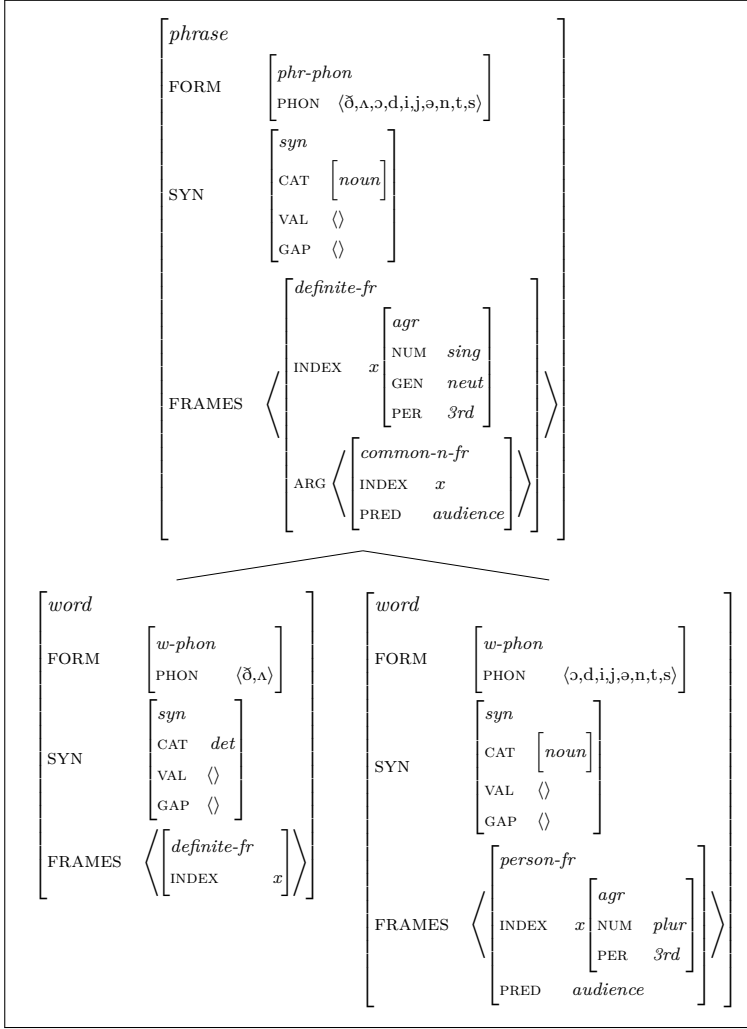 phrase
FORM
phr-phon
PHON ⟨ð,ʌ,ɔ,d,i,j,ə,n,t,s⟩
SYN
syn
CAT [noun]
VAL ⟨⟩
GAP ⟨⟩
FRAMES
definite-fr
INDEX x
agr
NUM sing
GEN neut
PER 3rd
ARG
common-n-fr
INDEX x
PRED audience
word
FORM
w-phon
PHON ⟨ð,ʌ⟩
SYN
syn
CAT det
VAL ⟨⟩
GAP ⟨⟩
FRAMES
definite-fr
INDEX x
word
FORM
w-phon
PHON ⟨ɔ,d,i,j,ə,n,t,s⟩
SYN
syn
CAT [noun]
VAL ⟨⟩
GAP ⟨⟩
FRAMES
person-fr
INDEX x
agr
NUM plur
PER 3rd
PRED audience